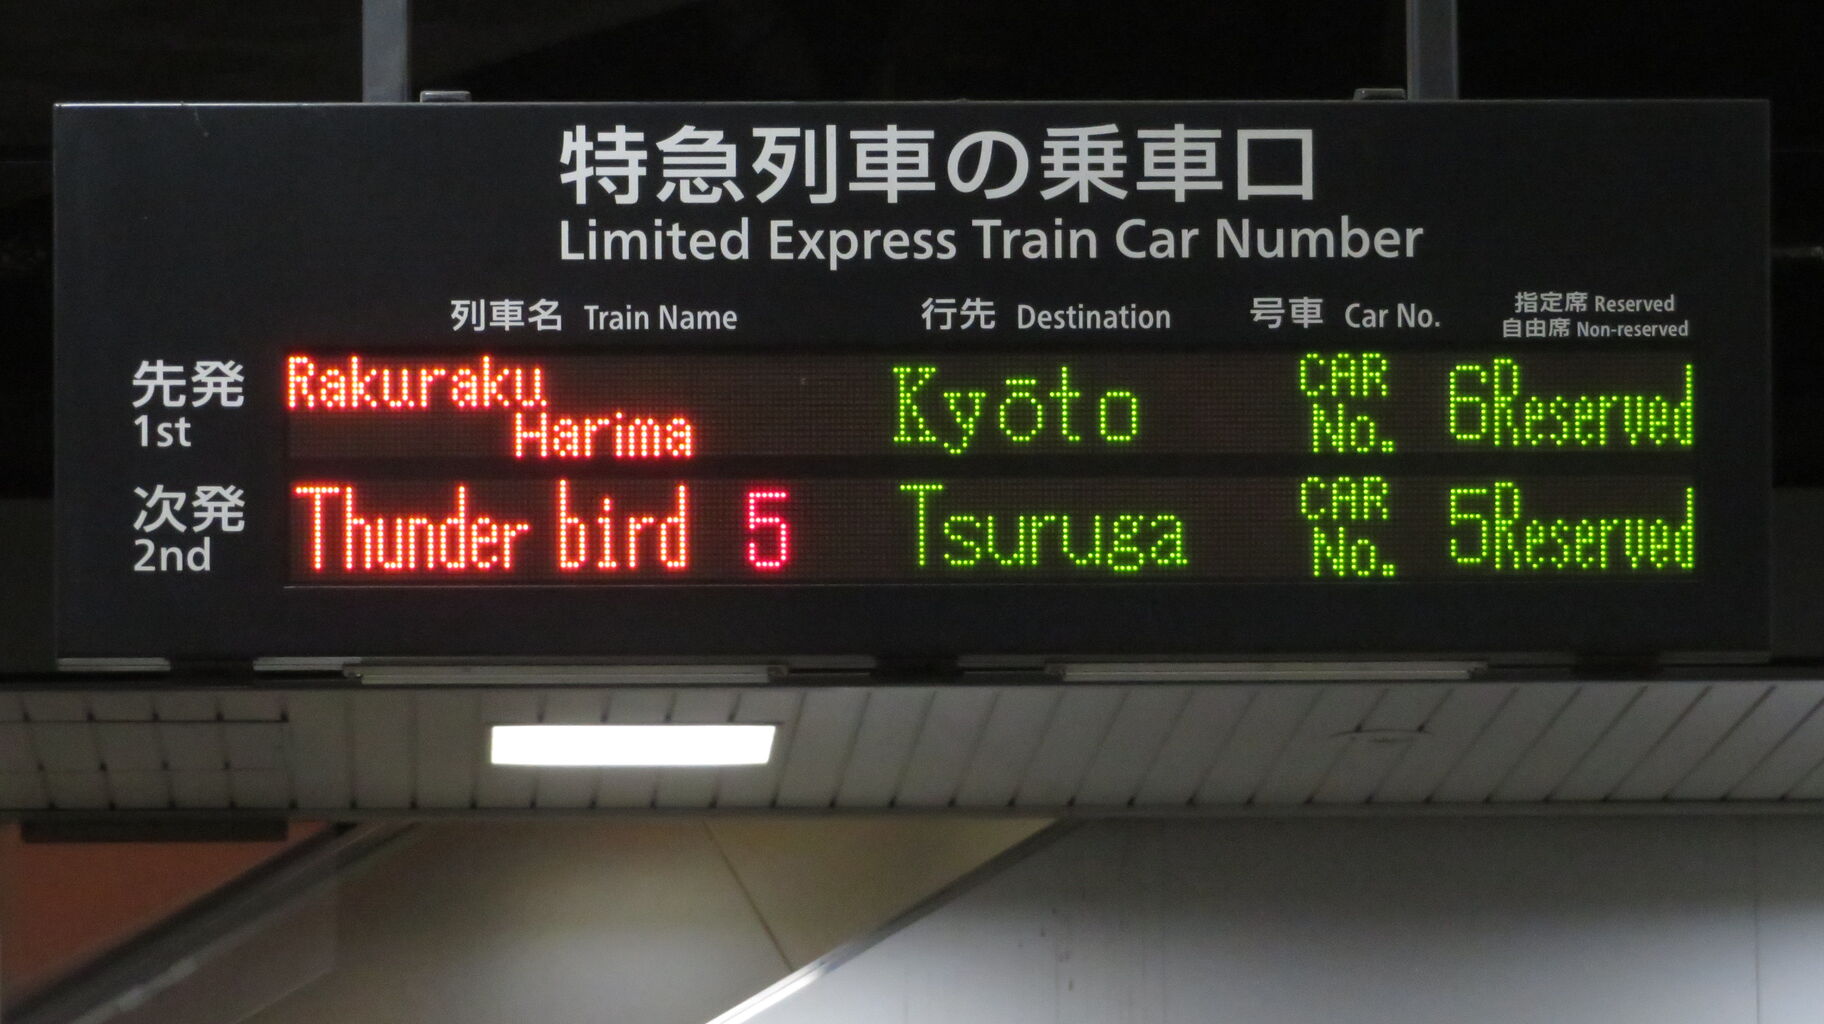 特急列車の乗車口
Limited Express Train Car Number
列車名 Train Name 行先 Destination 号車 Car No. 指定席 Reserved
自由席 Non-reserved
先発 Rakuraku Kyōto CAR 6Reserved
1st Harima No.
次発 Thunder bird 5 Tsuruga CAR 5Reserved
2nd No.